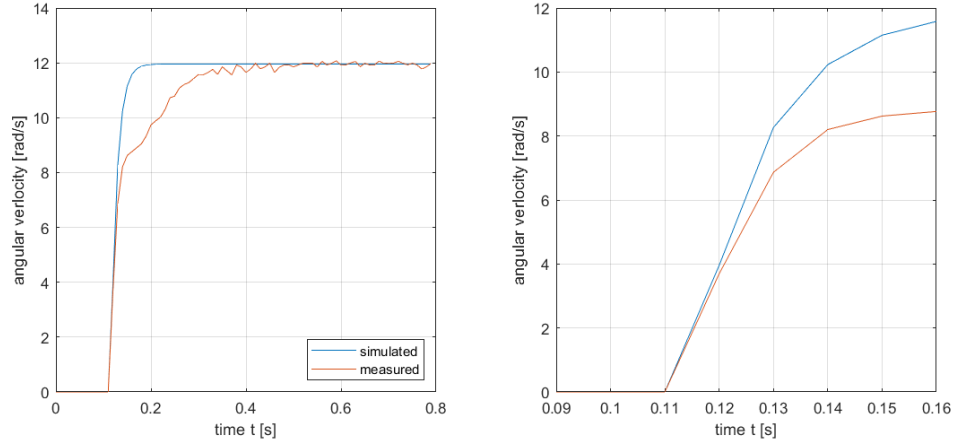 14
12
10
8
6
4
2
0
angular verlocity [rad/s]
0 0.2 0.4 0.6 0.8
time t [s]
simulated
measured
12
10
8
6
4
2
0
angular verlocity [rad/s]
0.09 0.1 0.11 0.12 0.13 0.14 0.15 0.16
time t [s]